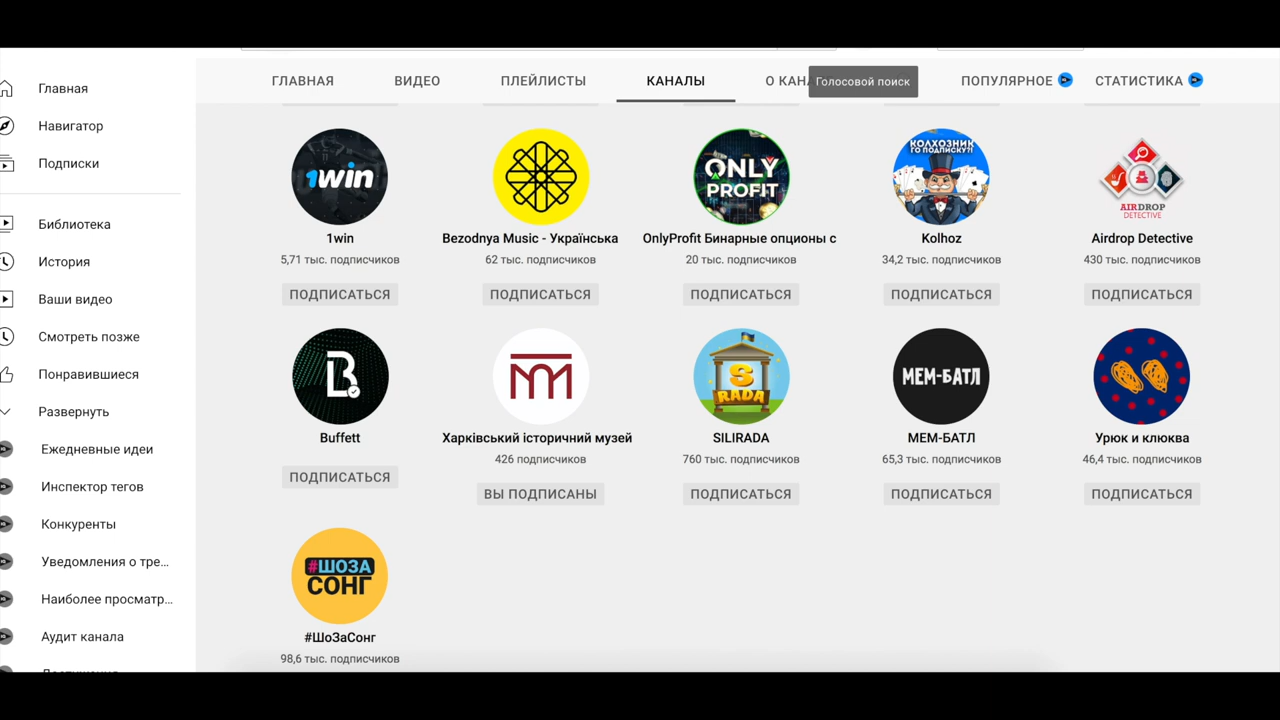 ГЛАВНАЯ
ВИДЕО
ПЛЕЙЛИСТЫ
КАНАЛЫ
О КАНА
Голосовой поиск
ПОПУЛЯРНОЕ
СТАТИСТИКА
Главная
Навигатор
Подписки
Библиотека
История
Ваши видео
Смотреть позже
Понравившиеся
Развернуть
Ежедневные идеи
Инспектор тегов
Конкуренты
Уведомления о тре...
Наиболее просматр...
Аудит канала
1win
ONLY PROFIT
КОЛХОЗНИК
ГО ПОДПИСКУ?!
AIRDROP
DETECTIVE
1win
Bezodnya Music - Українська
OnlyProfit Бинарные опционы с
Kolhoz
Airdrop Detective
5,71 тыс. подписчиков
62 тыс. подписчиков
20 тыс. подписчиков
34,2 тыс. подписчиков
430 тыс. подписчиков
ПОДПИСАТЬСЯ
ПОДПИСАТЬСЯ
ПОДПИСАТЬСЯ
ПОДПИСАТЬСЯ
ПОДПИСАТЬСЯ
B
S
RADA
МЕМ-БАТЛ
Buffett
Харківський історичний музей
SILIRADA
МЕМ-БАТЛ
Урюк и клюква
426 подписчиков
760 тыс. подписчиков
65,3 тыс. подписчиков
46,4 тыс. подписчиков
ПОДПИСАТЬСЯ
ВЫ ПОДПИСАНЫ
ПОДПИСАТЬСЯ
ПОДПИСАТЬСЯ
ПОДПИСАТЬСЯ
#ШОЗА
СОНГ
#ШоЗаСонг
98,6 тыс. подписчиков